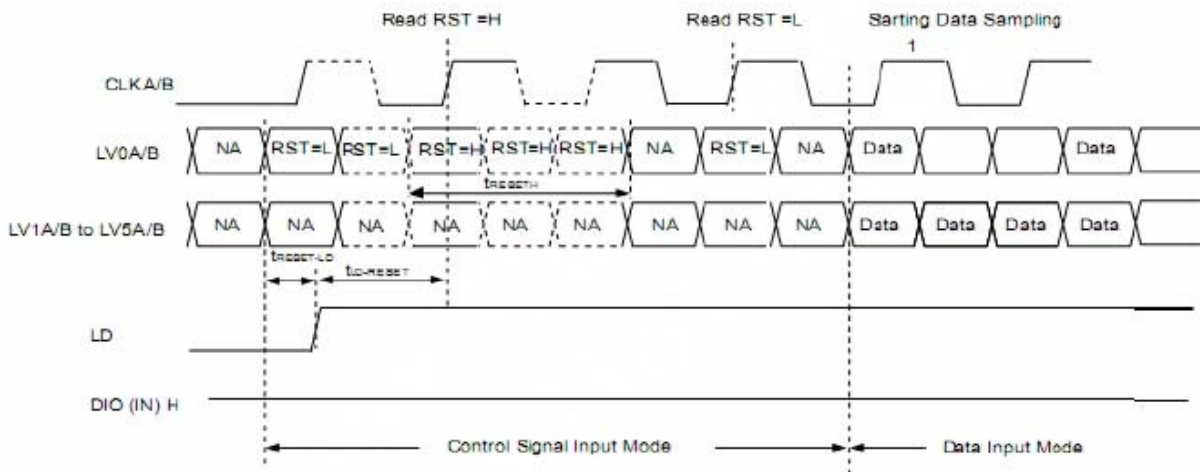 Read RST =H Read RST =L Starting Data Sampling
1
CLKA/B
LV0A/B NA RST=L RST=L RST=H RST=H RST=H NA RST=L NA Data Data
tRESETH
LV1A/B to LV5A/B NA NA NA NA NA NA NA NA NA Data Data Data Data
tRESET-LD tLD-RESET
LD
DIO (IN) H
Control Signal Input Mode Data Input Mode